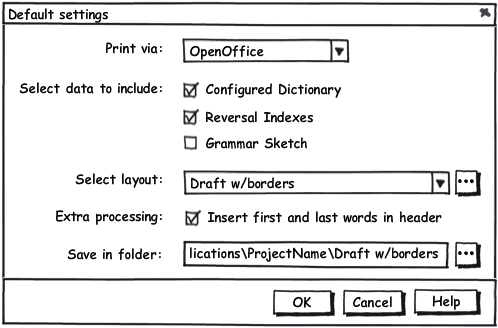 Default settings
Print via: OpenOffice
Select data to include: Configured Dictionary
Reversal Indexes
Grammar Sketch
Select layout: Draft w/borders ...
Extra processing: Insert first and last words in header
Save in folder: lications\ProjectName\Draft w/borders ...
OK Cancel Help